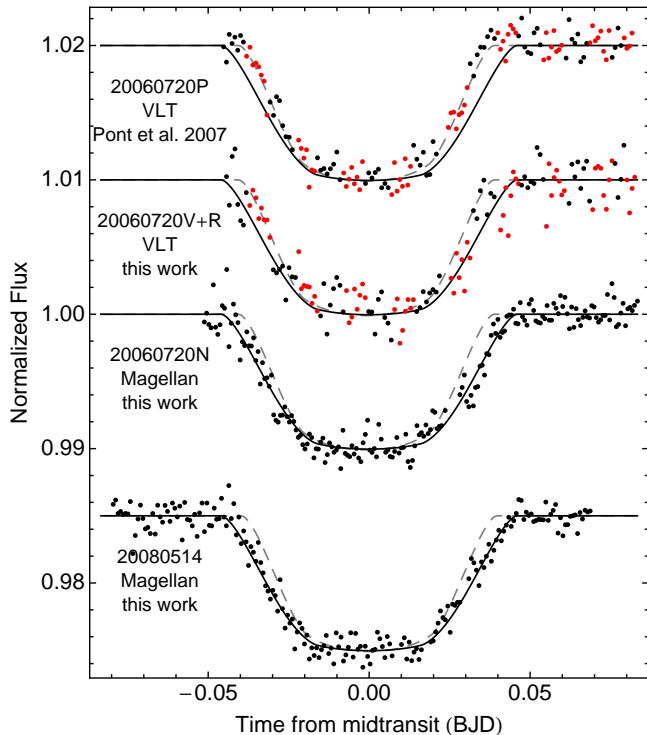 1.02
20060720P
VLT
Pont et al. 2007
1.01
20060720V+R
VLT
this work
1.00
20060720N
Magellan
this work
0.99
20080514
Magellan
this work
0.98
Normalized Flux
−0.05 0.00 0.05
Time from midtransit (BJD)